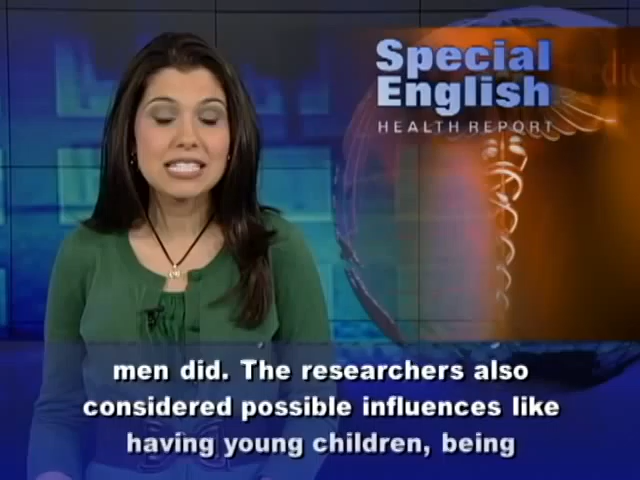 Special
English
HEALTH REPORT
men did. The researchers also
considered possible influences like
having young children, being